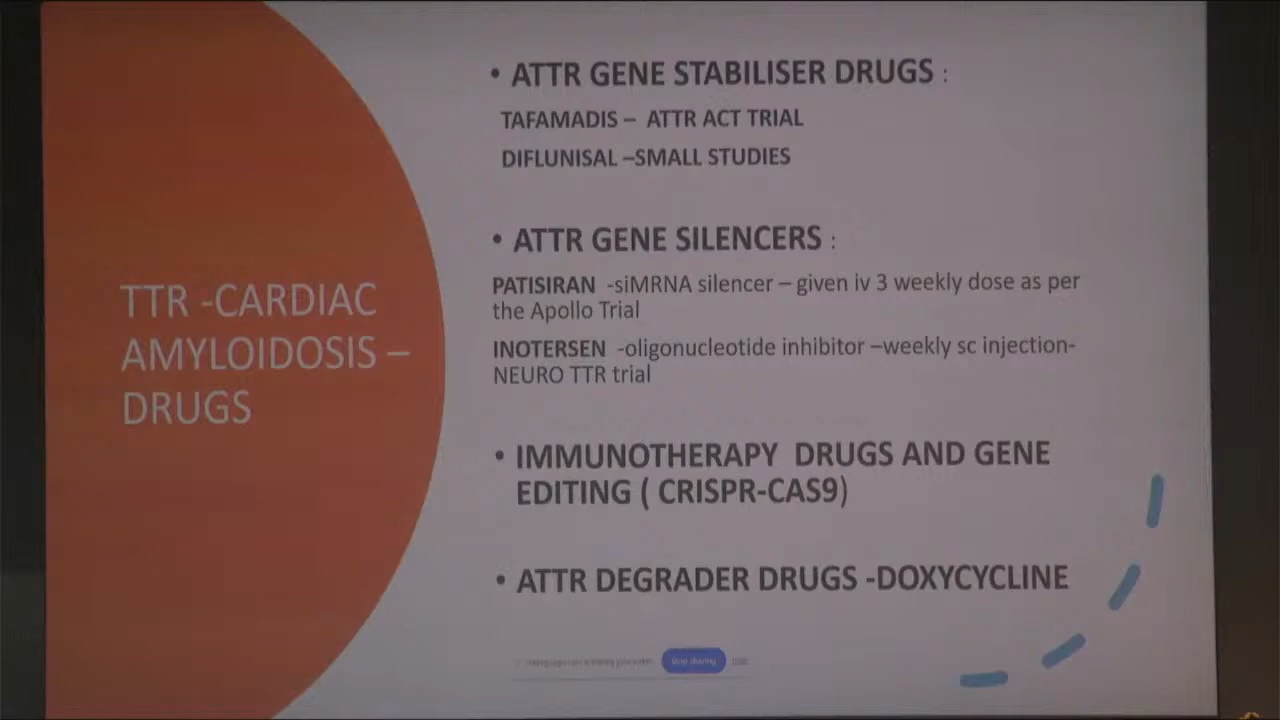 TTR -CARDIAC
AMYLOIDOSIS –
DRUGS
• ATTR GENE STABILISER DRUGS :
TAFAMADIS – ATTR ACT TRIAL
DIFLUNISAL –SMALL STUDIES
• ATTR GENE SILENCERS :
PATISIRAN -siMRNA silencer – given iv 3 weekly dose as per
the Apollo Trial
INOTERSEN -oligonucleotide inhibitor –weekly sc injection-
NEURO TTR trial
• IMMUNOTHERAPY DRUGS AND GENE
EDITING ( CRISPR-CAS9)
• ATTR DEGRADER DRUGS -DOXYCYCLINE
Stop sharing